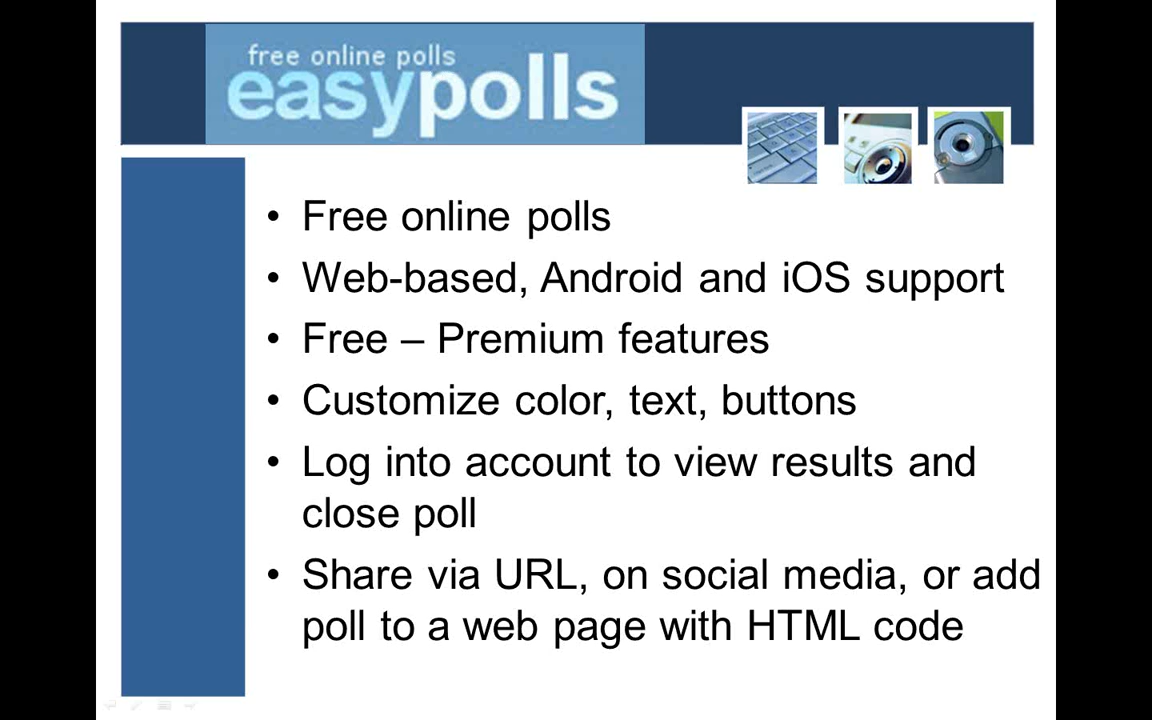 free online polls
easypolls
• Free online polls
• Web-based, Android and iOS support
• Free – Premium features
• Customize color, text, buttons
• Log into account to view results and
close poll
• Share via URL, on social media, or add
poll to a web page with HTML code